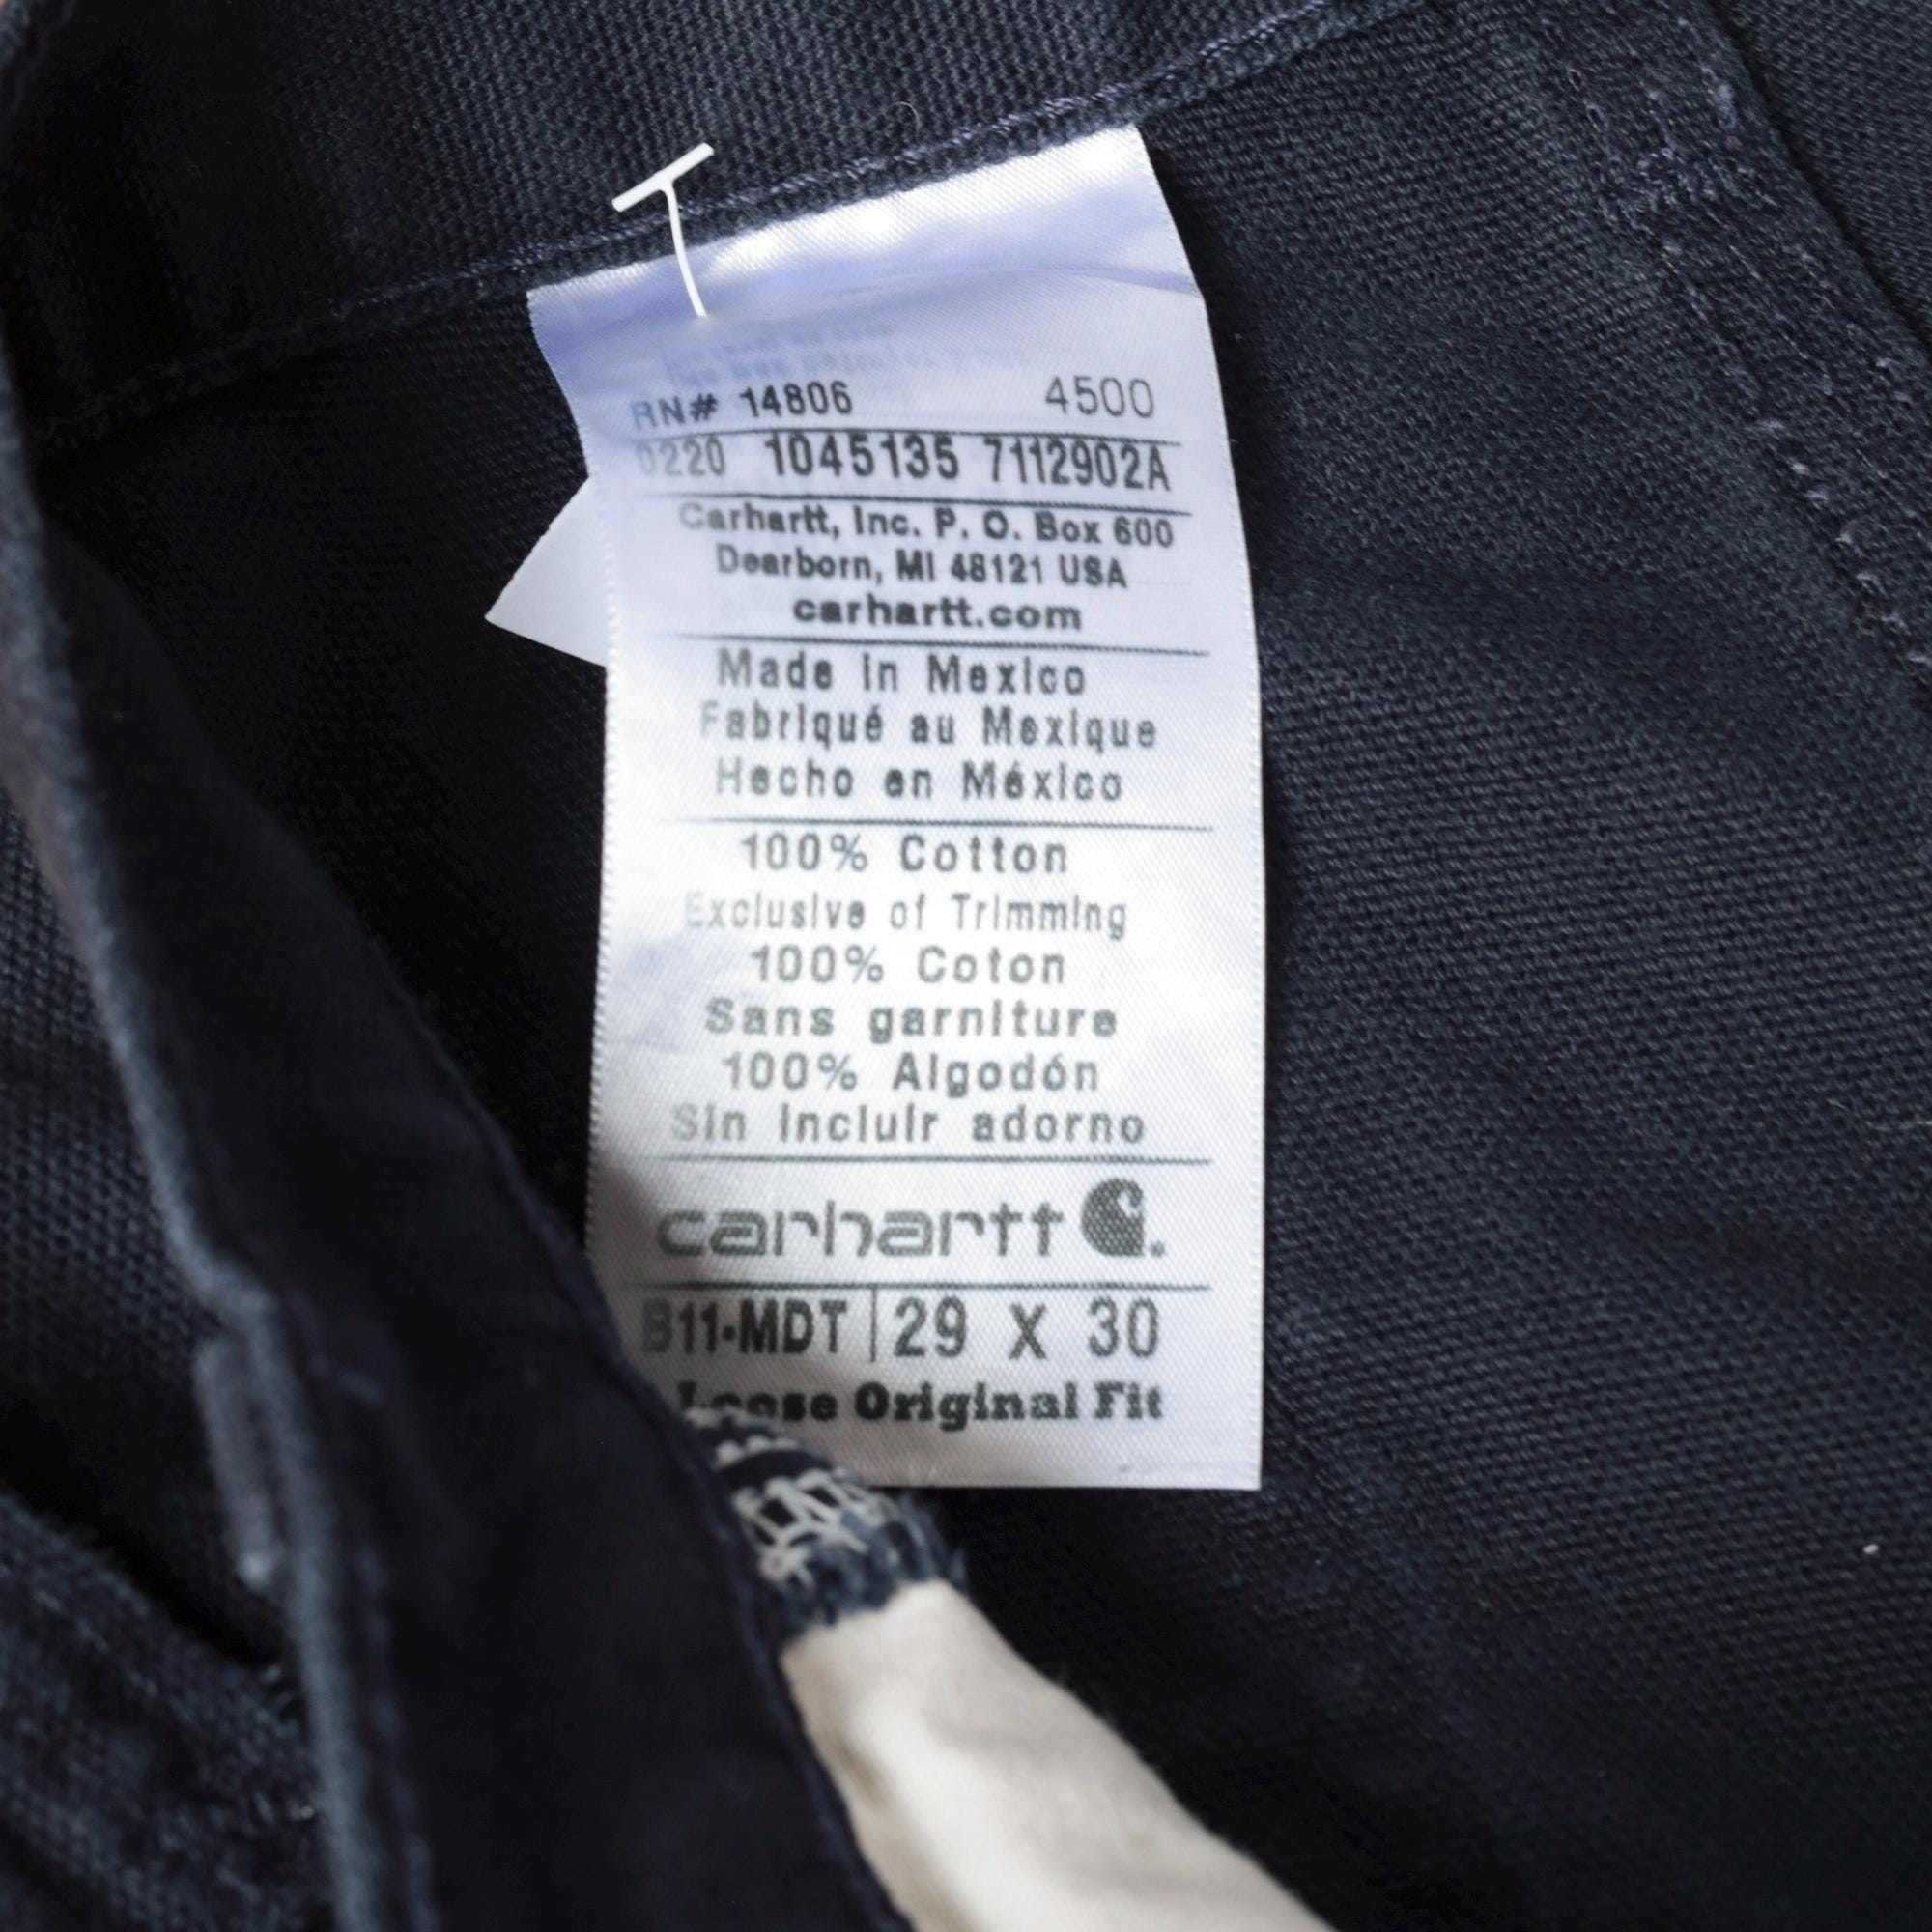 RN# 14806 4500
0220 1045135 7112902A
Carhartt, Inc. P. O. Box 600
Dearborn, MI 48121 USA
carhartt.com
Made in Mexico
Fabriqué au Mexique
Hecho en México
100% Cotton
Exclusive of Trimming
100% Coton
Sans garniture
100% Algodón
Sin incluir adorno
carhartt
B11-MDT 29 X 30
Loose Original Fit